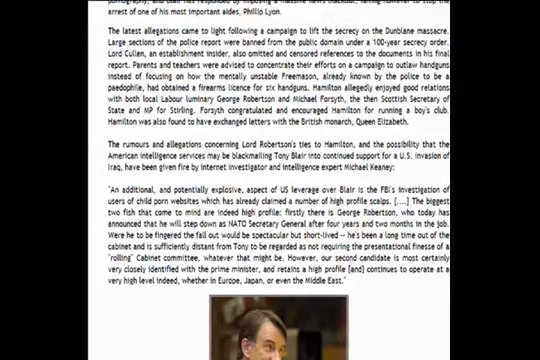 pornography, and Blair has responded by imposing a massive news blackout, failing however to stop the
arrest of one of his most important aides, Phillip Lyon.
The latest allegations came to light following a campaign to lift the secrecy on the Dunblane massacre.
Large sections of the police report were banned from the public domain under a 100-year secrecy order.
Lord Cullen, an establishment insider, also omitted and censored references to the documents in his final
report. Parents and teachers were advised to concentrate their efforts on a campaign to outlaw handguns
instead of focusing on how the mentally unstable Freemason, already known by the police to be a
paedophile, had obtained a firearms licence for six handguns. Hamilton allegedly enjoyed good relations
with both local Labour luminary George Robertson and Michael Forsyth, the then Scottish Secretary of
State and MP for Stirling. Forsyth congratulated and encouraged Hamilton for running a boy's club.
Hamilton was also found to have exchanged letters with the British monarch, Queen Elizabeth.
The rumours and allegations concerning Lord Robertson's ties to Hamilton, and the possibility that the
American intelligence services may be blackmailing Tony Blair into continued support for a U.S. invasion of
Iraq, have been given fire by internet investigator and intelligence expert Michael Keaney:
"An additional, and potentially explosive, aspect of US leverage over Blair is the FBI's investigation of
users of child porn websites which has already claimed a number of high profile scalps. [....] The biggest
two fish that come to mind are indeed high profile: firstly there is George Robertson, who today has
announced that he will step down as NATO Secretary General after four years and two months in the job.
Were he to be fingered the fall out would be spectacular but short-lived -- he's been a long time out of the
cabinet and is sufficiently distant from Tony to be regarded as not requiring the presentational finesse of a
"rolling" Cabinet committee, whatever that might be. However, our second candidate is most certainly
very closely identified with the prime minister, and retains a high profile [and] continues to operate at a
very high level indeed, whether in Europe, Japan, or even the Middle East."